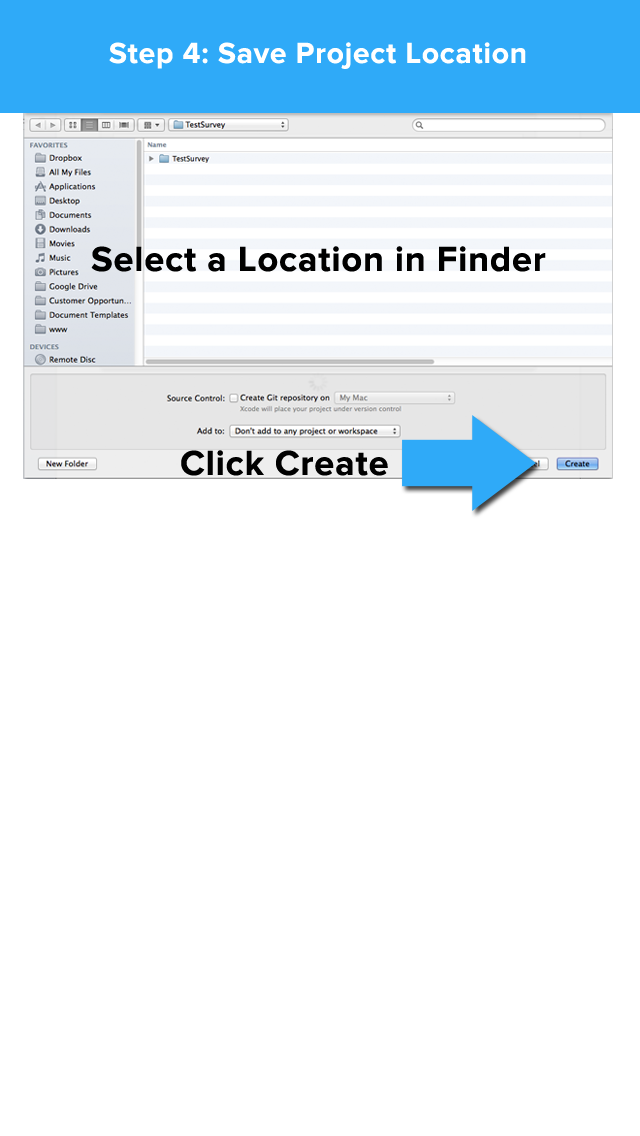 Step 4: Save Project Location
TestSurvey
FAVORITES
Dropbox
All My Files
Applications
Desktop
Documents
Downloads
Movies
Music
Pictures
Google Drive
Customer Opportun...
Document Templates
www
DEVICES
Remote Disc
Name
TestSurvey
Select a Location in Finder
Source Control: Create Git repository on My Mac
Xcode will place your project under version control
Add to: Don't add to any project or workspace
New Folder
Click Create
Create